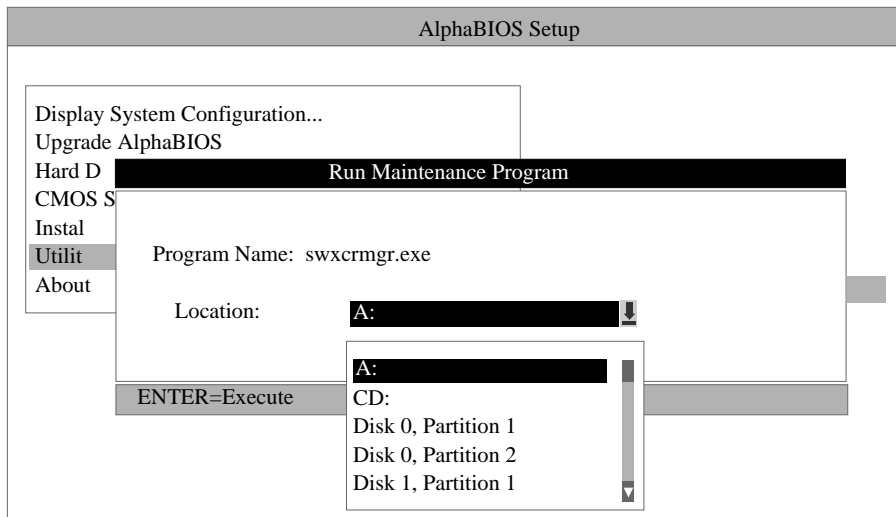 AlphaBIOS Setup
Display System Configuration...
Upgrade AlphaBIOS
Hard D
CMOS S
Instal
Utilit
About
Run Maintenance Program
Program Name: swxcrmgr.exe
Location: A:
A:
CD:
Disk 0, Partition 1
Disk 0, Partition 2
Disk 1, Partition 1
ENTER=Execute